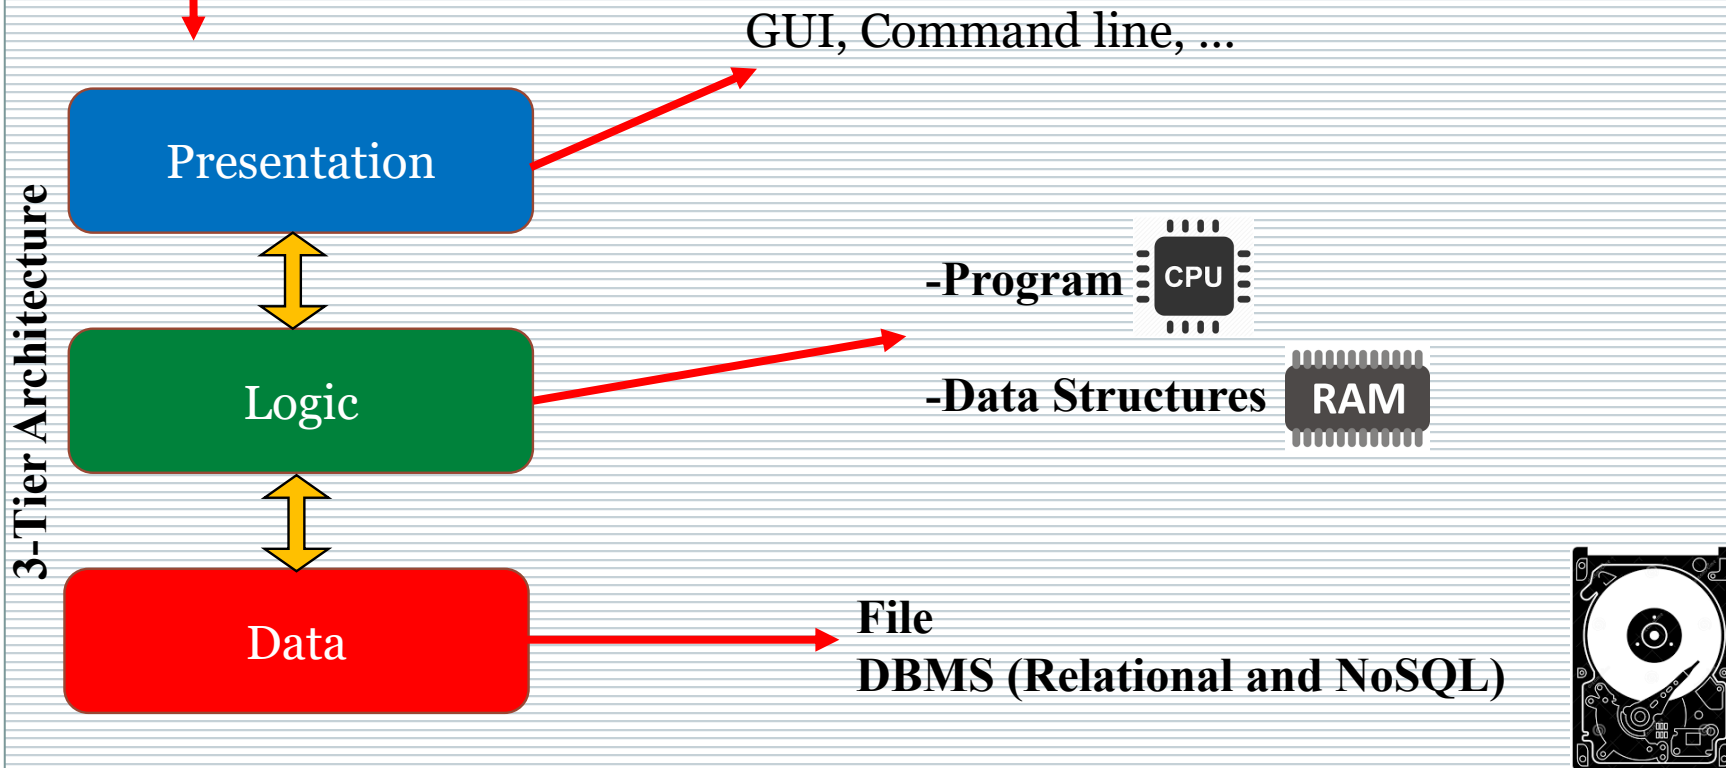 GUI, Command line, ...
Presentation
3-Tier Architecture
-Program
CPU
Logic
-Data Structures
RAM
Data
File
DBMS (Relational and NoSQL)